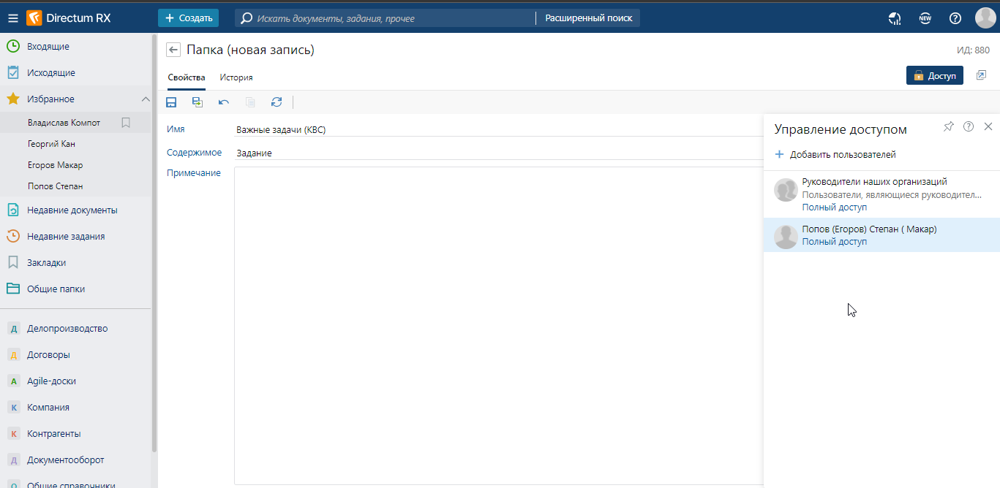 Directum RX
Создать
Искать документы, задания, прочее
Расширенный поиск
NEW
Входящие
Исходящие
Избранное
Владислав Компот
Георгий Кан
Егоров Макар
Попов Степан
Недавние документы
Недавние задания
Закладки
Общие папки
Д Делопроизводство
Д Договоры
A Agile-доски
К Компания
К Контрагенты
Д Документооборот
О Общие справочники
Папка (новая запись)
ИД: 880
Свойства
История
Доступ
Имя
Важные задачи (КВС)
Содержимое
Задание
Примечание
Управление доступом
Добавить пользователей
Руководители наших организаций
Пользователи, являющиеся руководител...
Полный доступ
Попов (Егоров) Степан ( Макар)
Полный доступ